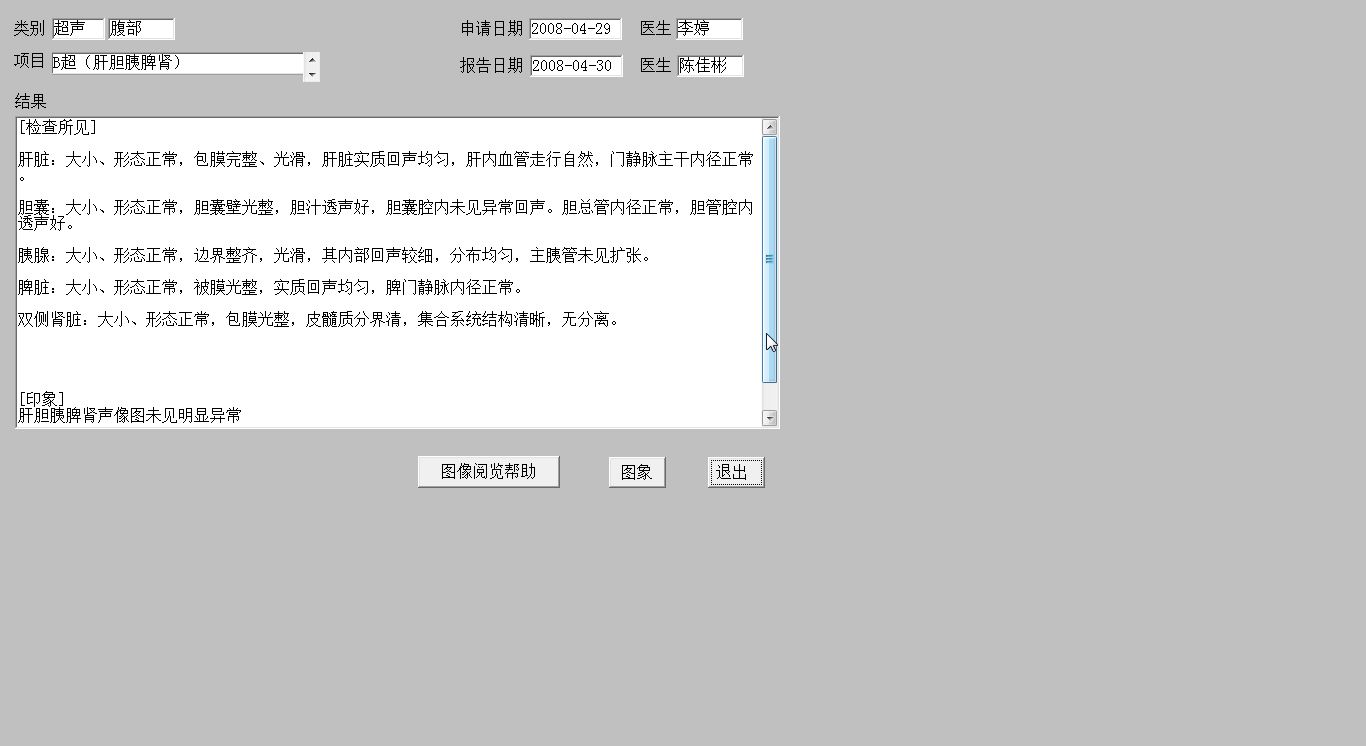 类别 超声 腹部 申请日期 2008-04-29 医生 李婷
项目 B超（肝胆胰脾肾） 报告日期 2008-04-30 医生 陈佳彬
结果
[检查所见]
肝脏：大小、形态正常，包膜完整、光滑，肝脏实质回声均匀，肝内血管走行自然，门静脉主干内径正常
。
胆囊：大小、形态正常，胆囊壁光整，胆汁透声好，胆囊腔内未见异常回声。胆总管内径正常，胆管腔内
透声好。
胰腺：大小、形态正常，边界整齐，光滑，其内部回声较细，分布均匀，主胰管未见扩张。
脾脏：大小、形态正常，被膜光整，实质回声均匀，脾门静脉内径正常。
双侧肾脏：大小、形态正常，包膜光整，皮髓质分界清，集合系统结构清晰，无分离。
[印象]
肝胆胰脾肾声像图未见明显异常
图像阅览帮助 图象 退出